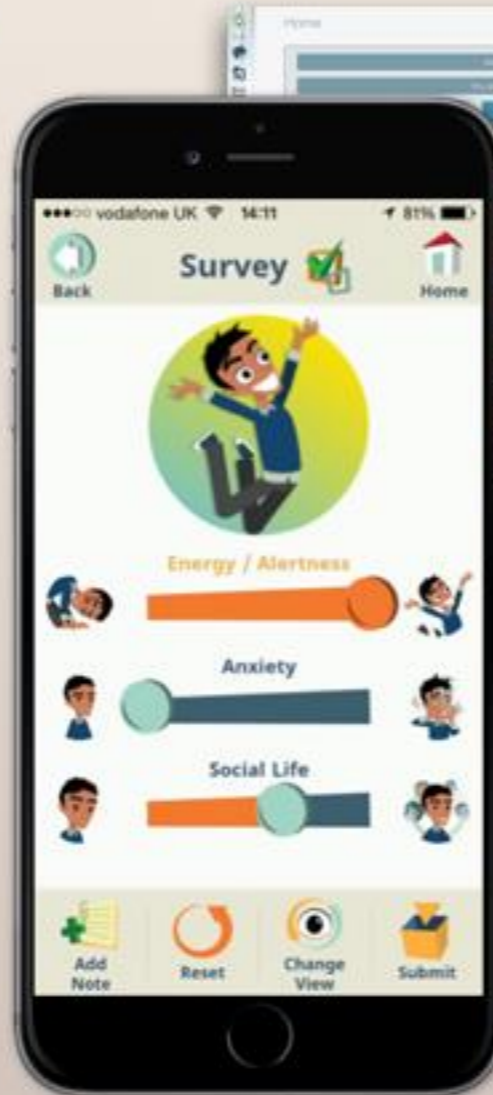 Home
vodafone UK 14:11 81%
Back
Survey
Home
Energy / Alertness
Anxiety
Social Life
Add
Note
Reset
Change
View
Submit